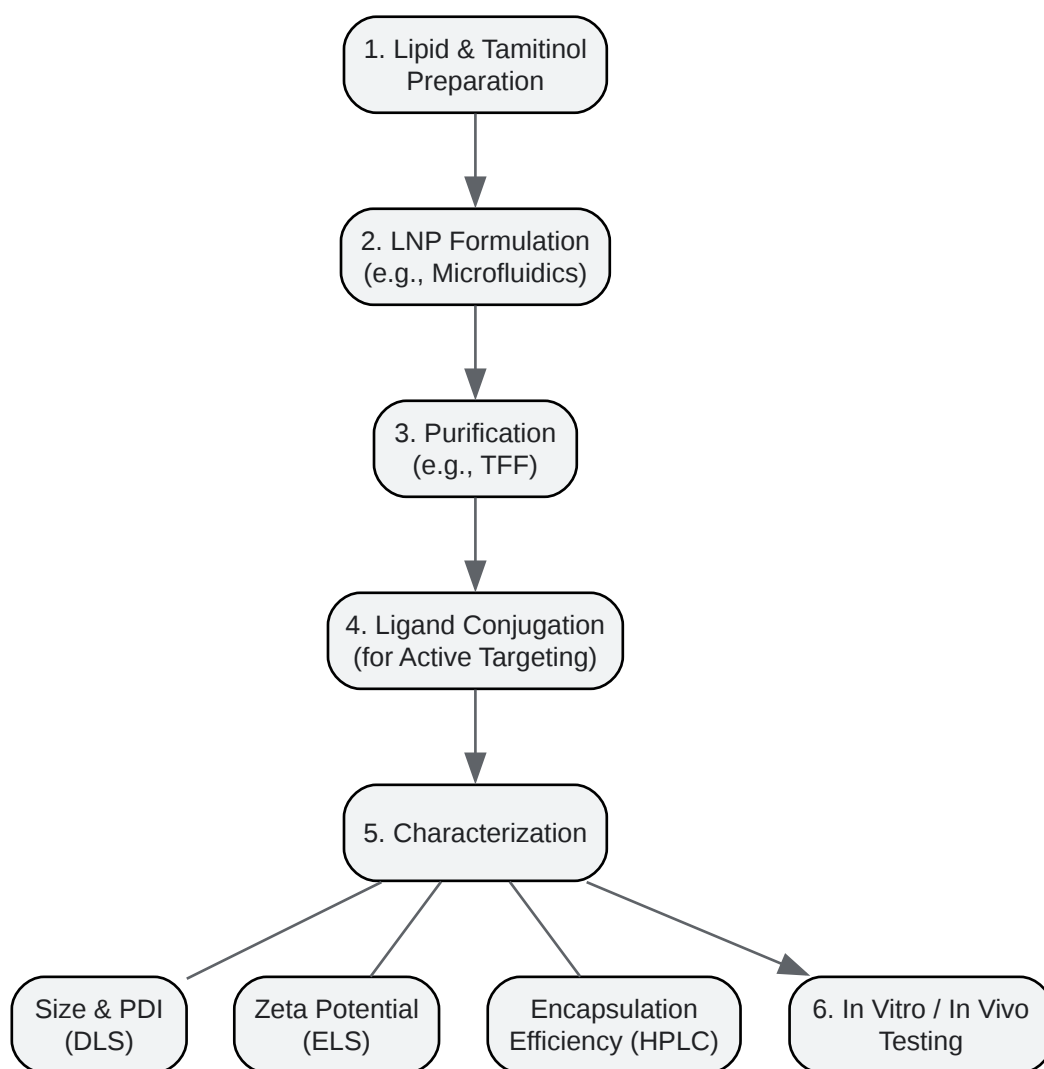 1. Lipid & Tamitinol
Preparation
2. LNP Formulation
(e.g., Microfluidics)
3. Purification
(e.g., TFF)
4. Ligand Conjugation
(for Active Targeting)
5. Characterization
Size & PDI
(DLS)
Zeta Potential
(ELS)
Encapsulation
Efficiency (HPLC)
6. In Vitro / In Vivo
Testing